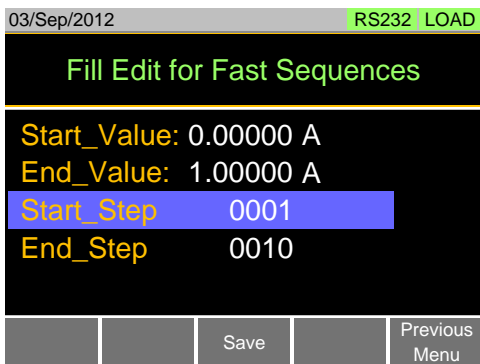 03/Sep/2012 RS232 LOAD
Fill Edit for Fast Sequences
Start_Value: 0.00000 A
End_Value: 1.00000 A
Start_Step 0001
End_Step 0010
Save
Previous
Menu